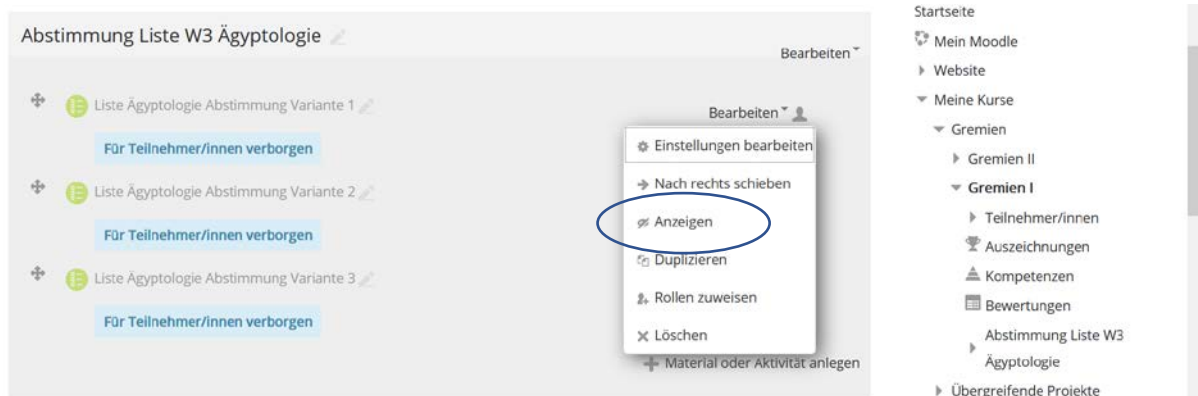 Abstimmung Liste W3 Ägyptologie
Bearbeiten
Liste Ägyptologie Abstimmung Variante 1
Bearbeiten
Für Teilnehmer/innen verborgen
Liste Ägyptologie Abstimmung Variante 2
Für Teilnehmer/innen verborgen
Liste Ägyptologie Abstimmung Variante 3
Für Teilnehmer/innen verborgen
Einstellungen bearbeiten
Nach rechts schieben
Anzeigen
Duplizieren
Rollen zuweisen
Löschen
Material oder Aktivität anlegen
Startseite
Mein Moodle
Website
Meine Kurse
Gremien
Gremien II
Gremien I
Teilnehmer/innen
Auszeichnungen
Kompetenzen
Bewertungen
Abstimmung Liste W3
Ägyptologie
Übergreifende Projekte